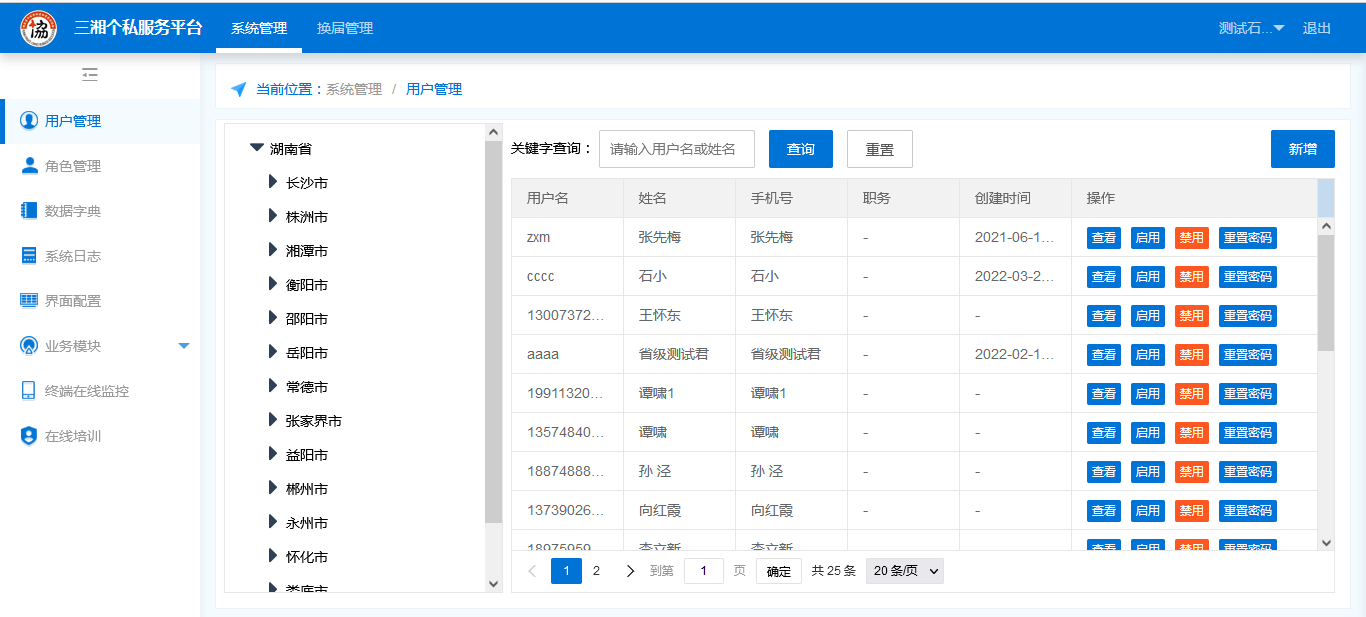 協
三湘个私服务平台 系统管理 换届管理 测试石... 退出
当前位置：系统管理 / 用户管理
用户管理
角色管理
数据字典
系统日志
界面配置
业务模块
终端在线监控
在线培训
湖南省
长沙市
株洲市
湘潭市
衡阳市
邵阳市
岳阳市
常德市
张家界市
益阳市
郴州市
永州市
怀化市
娄底市
关键字查询： 请输入用户名或姓名 查询 重置 新增
用户名 姓名 手机号 职务 创建时间 操作
zxm 张先梅 张先梅 - 2021-06-1... 查看 启用 禁用 重置密码
cccc 石小 石小 - 2022-03-2... 查看 启用 禁用 重置密码
13007372... 王怀东 王怀东 - - 查看 启用 禁用 重置密码
aaaa 省级测试君 省级测试君 - 2022-02-1... 查看 启用 禁用 重置密码
19911320... 谭啸1 谭啸1 - - 查看 启用 禁用 重置密码
13574840... 谭啸 谭啸 - - 查看 启用 禁用 重置密码
18874888... 孙 泾 孙 泾 - - 查看 启用 禁用 重置密码
13739026... 向红霞 向红霞 - - 查看 启用 禁用 重置密码
18975959 李立新 李立新 查看 启用 禁用 重置密码
1 2 到第 1 页 确定 共 25 条 20 条/页